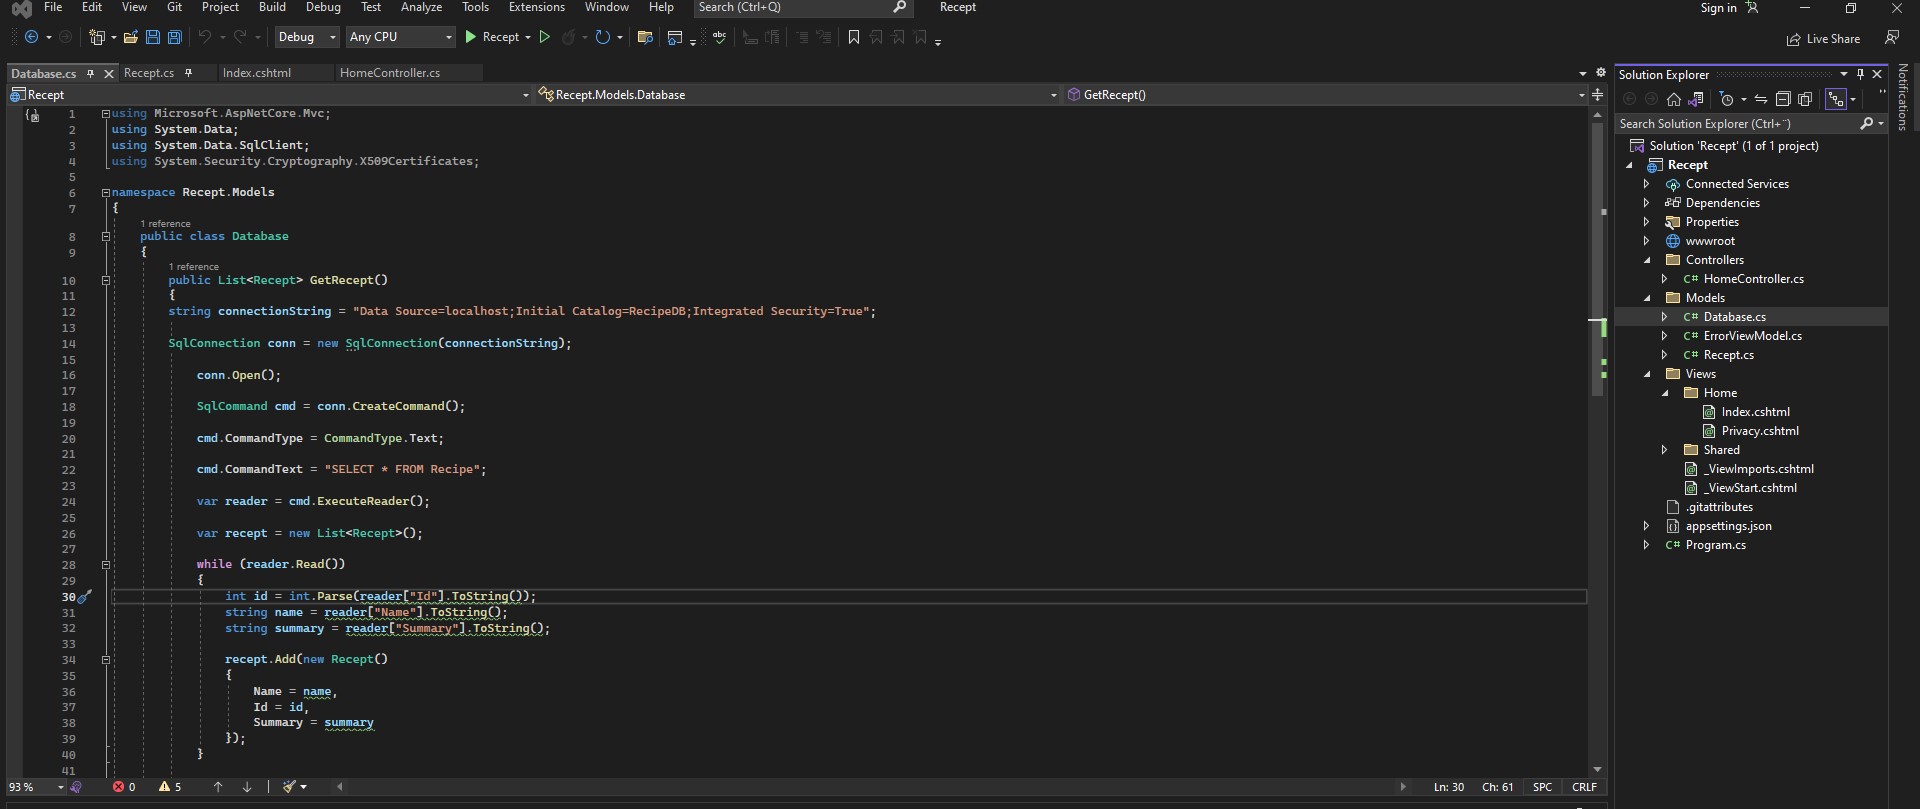 File Edit View Git Project Build Debug Test Analyze Tools Extensions Window Help Search (Ctrl+Q) Recept Sign in
Debug Any CPU Recept Live Share
Database.cs Recept.cs Index.cshtml HomeController.cs
Recept Recept.Models.Database GetRecept()
1 using Microsoft.AspNetCore.Mvc;
2 using System.Data;
3 using System.Data.SqlClient;
4 using System.Security.Cryptography.X509Certificates;
5
6 namespace Recept.Models
7 {
1 reference
8 public class Database
9 {
1 reference
10 public List<Recept> GetRecept()
11 {
12 string connectionString = "Data Source=localhost;Initial Catalog=RecipeDB;Integrated Security=True";
13
14 SqlConnection conn = new SqlConnection(connectionString);
15
16 conn.Open();
17
18 SqlCommand cmd = conn.CreateCommand();
19
20 cmd.CommandType = CommandType.Text;
21
22 cmd.CommandText = "SELECT * FROM Recipe";
23
24 var reader = cmd.ExecuteReader();
25
26 var recept = new List<Recept>();
27
28 while (reader.Read())
29 {
30 int id = int.Parse(reader["Id"].ToString());
31 string name = reader["Name"].ToString();
32 string summary = reader["Summary"].ToString();
33
34 recept.Add(new Recept()
35 {
36 Name = name,
37 Id = id,
38 Summary = summary
39 });
40 }
41
93 % 0 5 Ln: 30 Ch: 61 SPC CRLF
Solution Explorer
Search Solution Explorer (Ctrl+¨)
Solution 'Recept' (1 of 1 project)
Recept
Connected Services
Dependencies
Properties
wwwroot
Controllers
C# HomeController.cs
Models
C# Database.cs
C# ErrorViewModel.cs
C# Recept.cs
Views
Home
Index.cshtml
Privacy.cshtml
Shared
_ViewImports.cshtml
_ViewStart.cshtml
.gitattributes
appsettings.json
C# Program.cs
Notifications